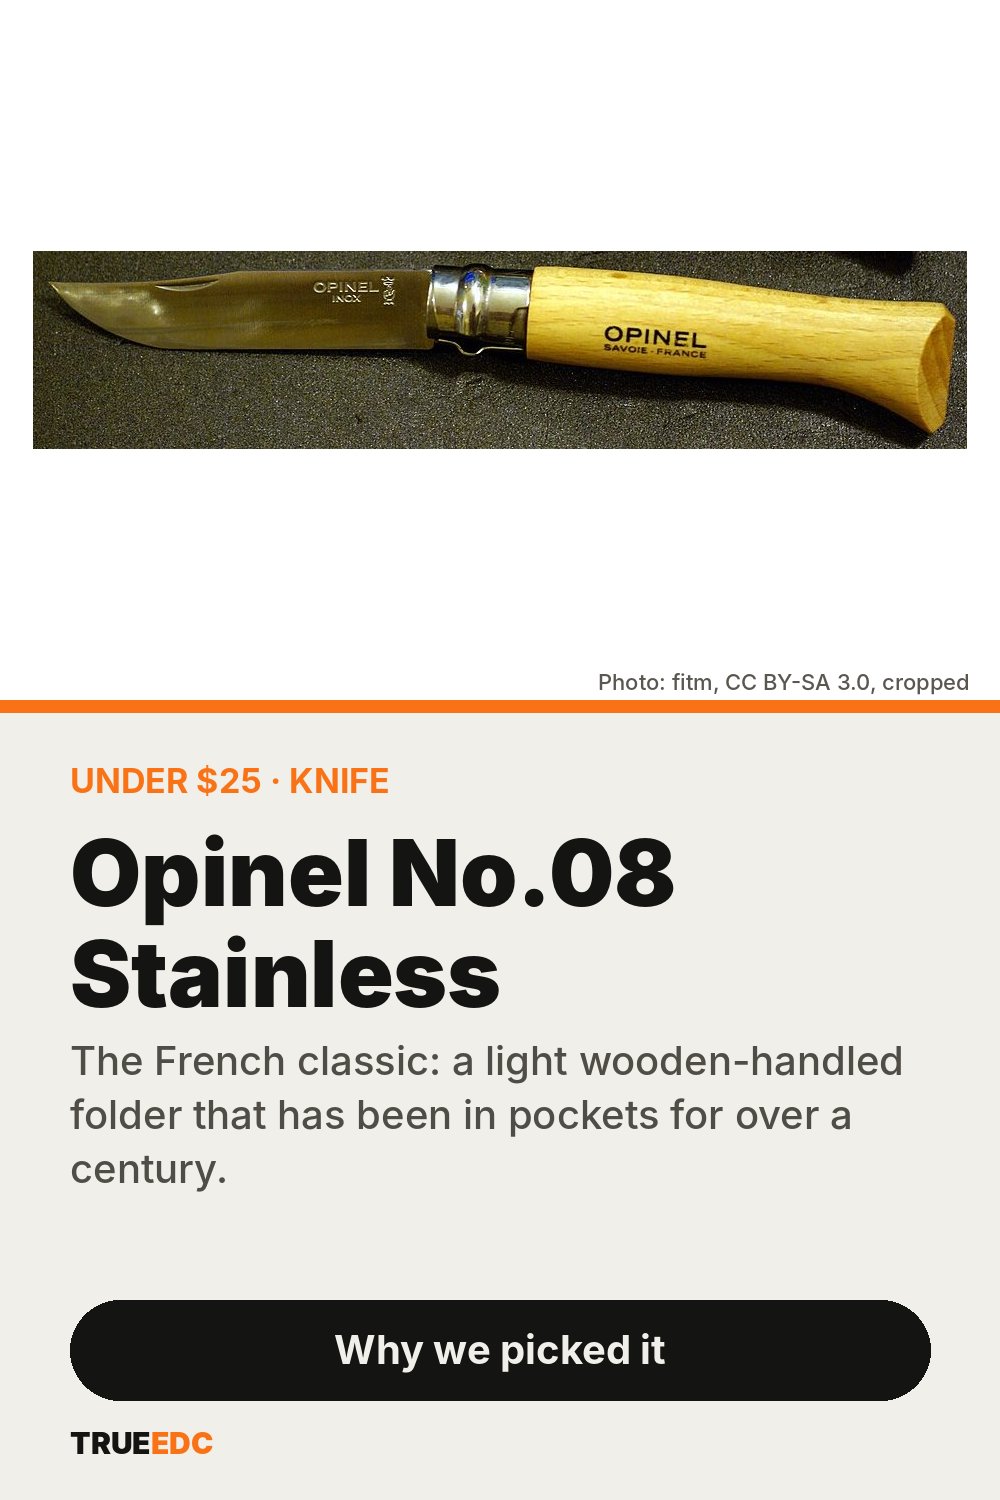 OPINEL
INOX
OPINEL
SAVOIE · FRANCE
Photo: fitm, CC BY-SA 3.0, cropped
UNDER $25 · KNIFE
Opinel No.08
Stainless
The French classic: a light wooden-handled
folder that has been in pockets for over a
century.
Why we picked it
TRUEEDC